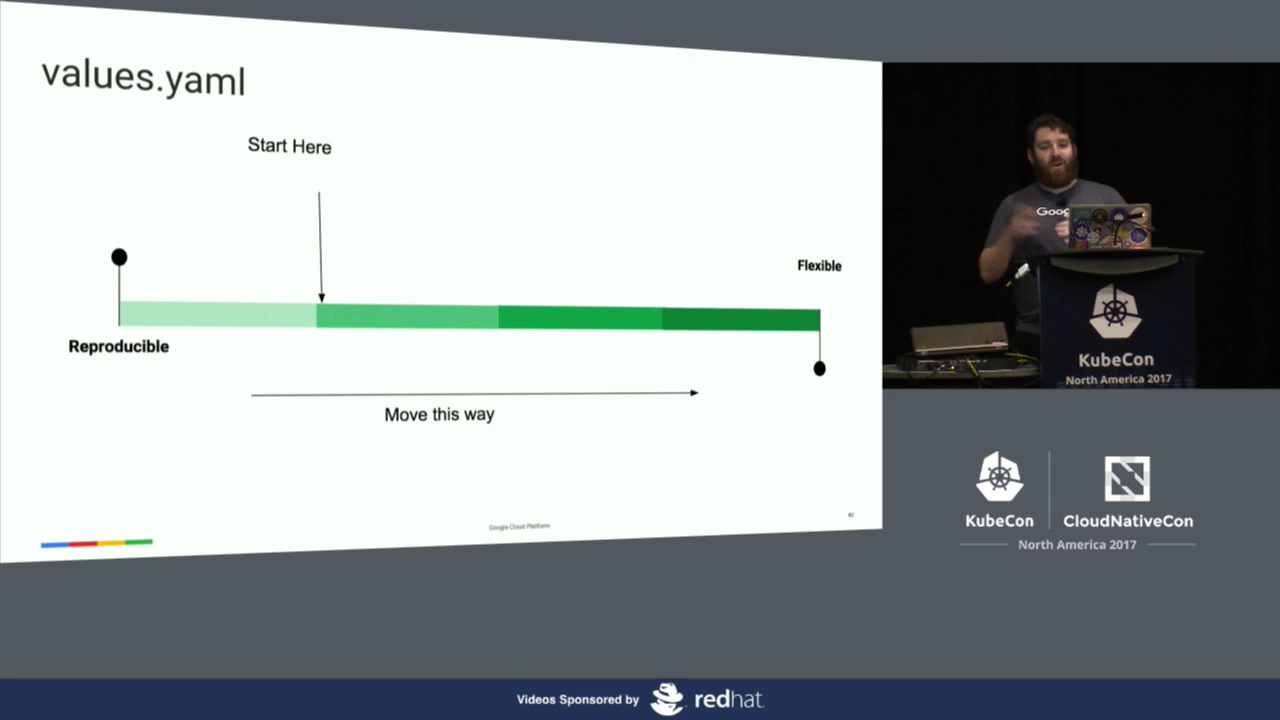 values.yaml
Start Here
Flexible
Reproducible
Move this way
Google Cloud Platform
Goog
KubeCon
North America 2017
KubeCon
CloudNativeCon
North America 2017
Videos Sponsored by
redhat